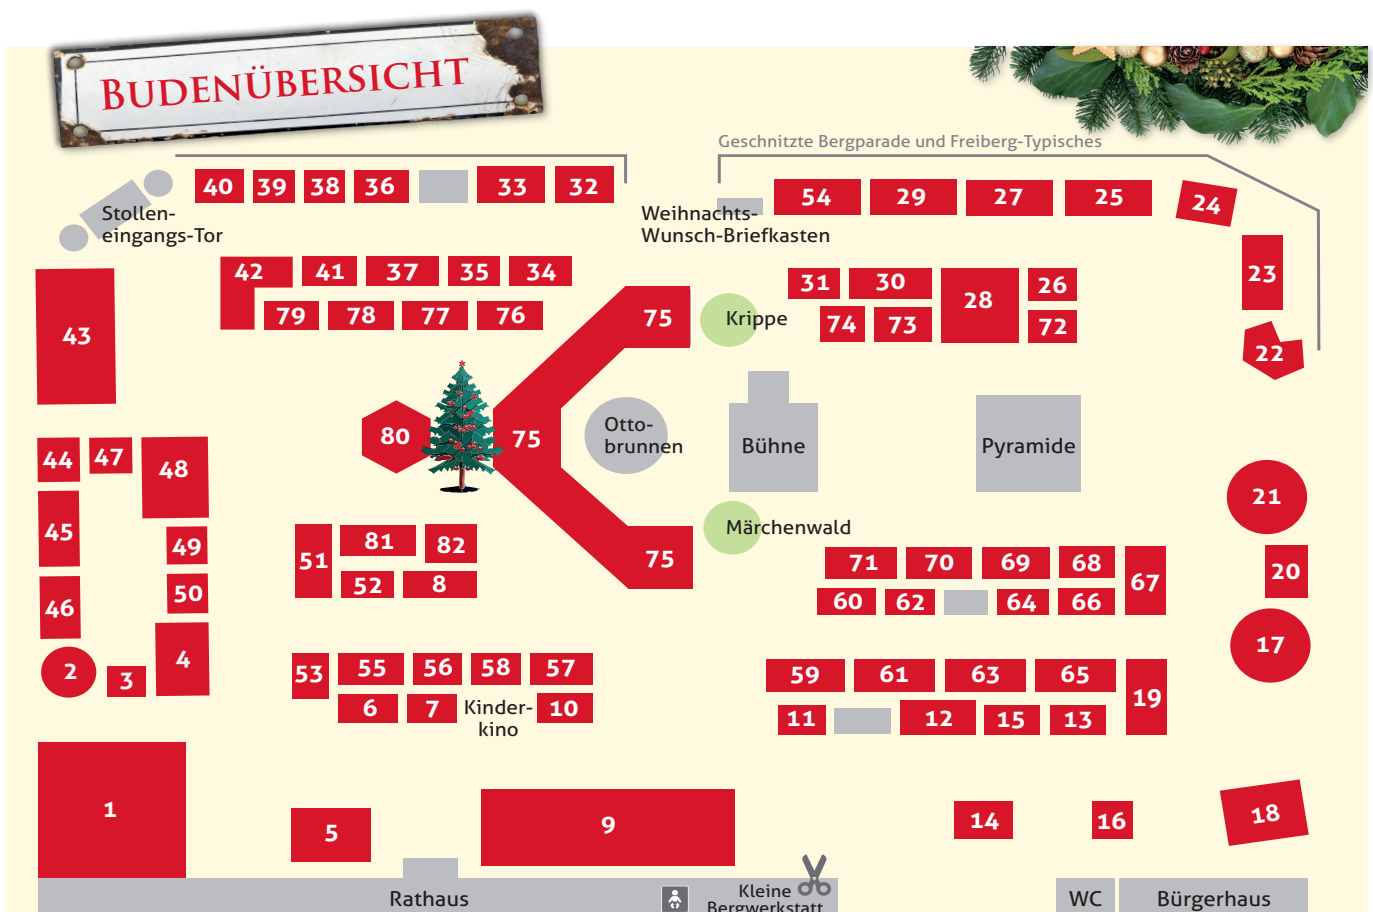 BUDENÜBERSICHT
Geschnitzte Bergparade und Freiberg-Typisches
40 39 38 36 33 32
54 29 27 25 24
Stollen-
eingangs-Tor
Weihnachts-
Wunsch-Briefkasten
23
42 41 37 35 34
31 30 28 26
79 78 77 76
75
Krippe
74 73 72
43
22
80
75
Otto-
brunnen
Bühne
Pyramide
44 47 48
21
45 49
51 81 82
75
Märchenwald
52 8
71 70 69 68 67
20
46 50
60 62 64 66
2 3 4
53 55 56 58 57
59 61 63 65 19
17
6 7
Kinder-
kino
10
11 12 15 13
1
5
9
14
16
18
Rathaus
Kleine
Bergwerkstatt
WC
Bürgerhaus